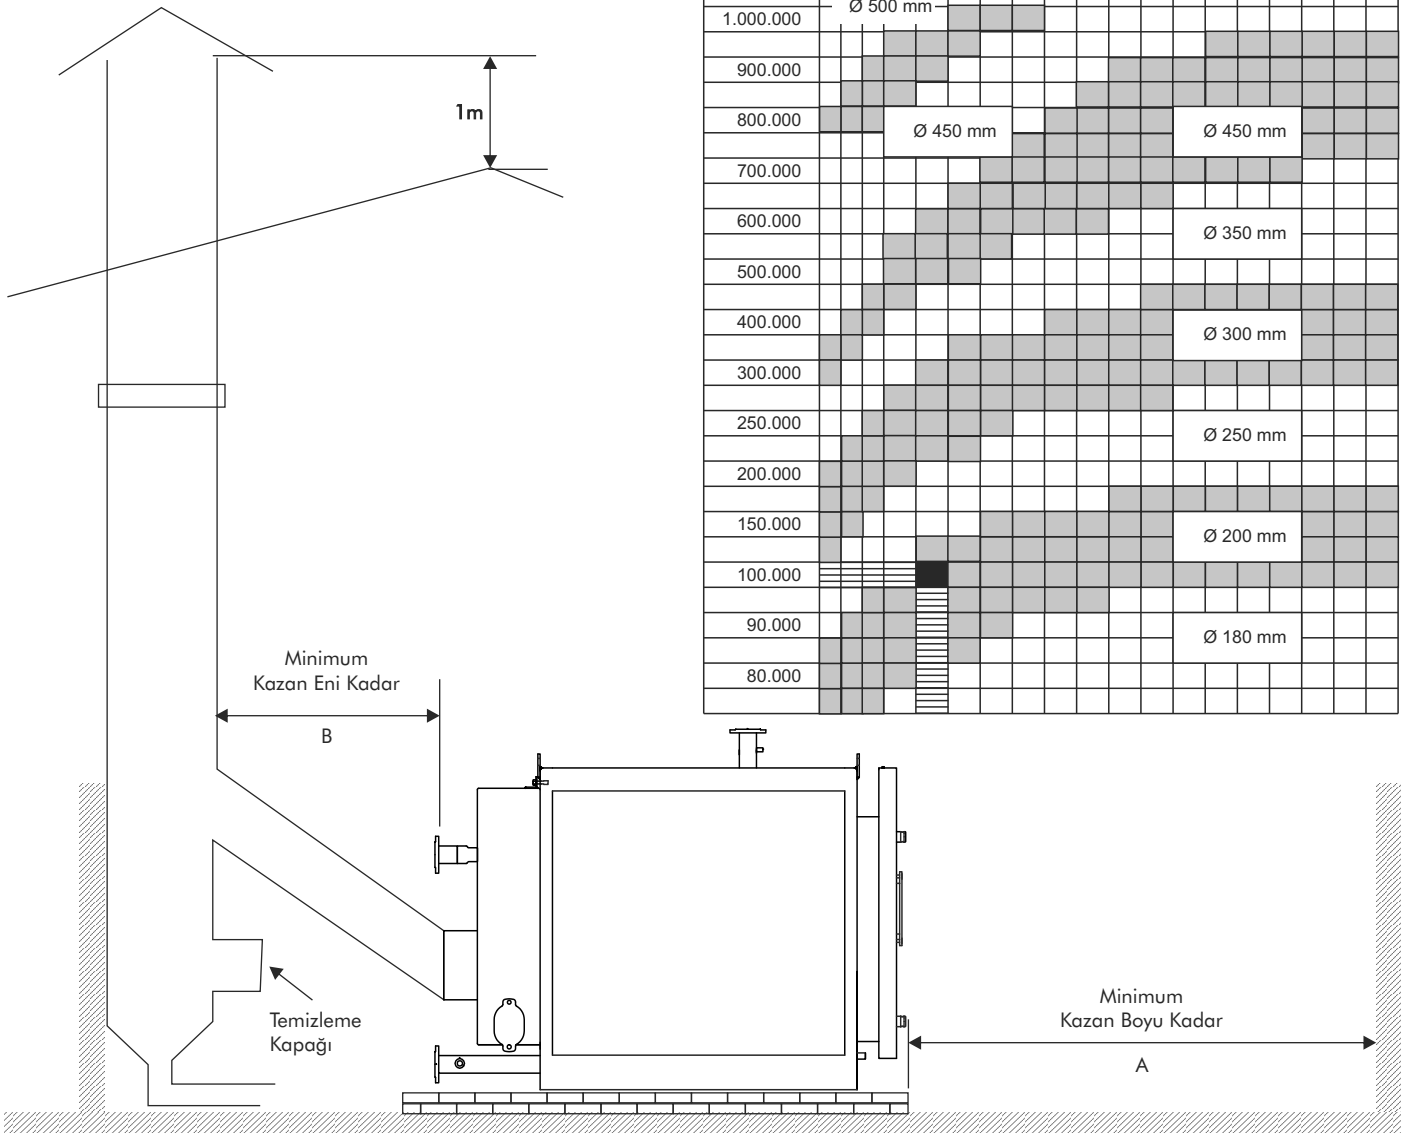 Ø 500 mm
1.000.000
900.000
1m
800.000
Ø 450 mm
Ø 450 mm
700.000
600.000
Ø 350 mm
500.000
400.000
Ø 300 mm
300.000
250.000
Ø 250 mm
200.000
150.000
Ø 200 mm
100.000
90.000
Ø 180 mm
80.000
Minimum
Kazan Eni Kadar
B
Temizleme
Kapağı
Minimum
Kazan Boyu Kadar
A